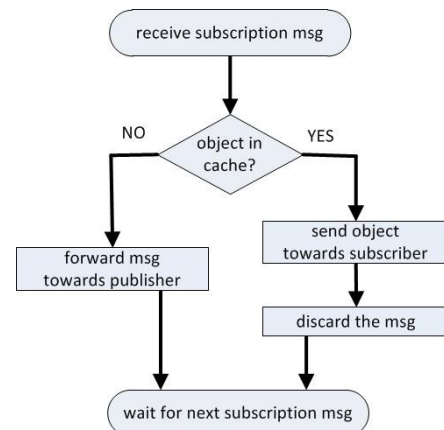 receive subscription msg
NO
YES
object in
cache?
forward msg
towards publisher
send object
towards subscriber
discard the msg
wait for next subscription msg